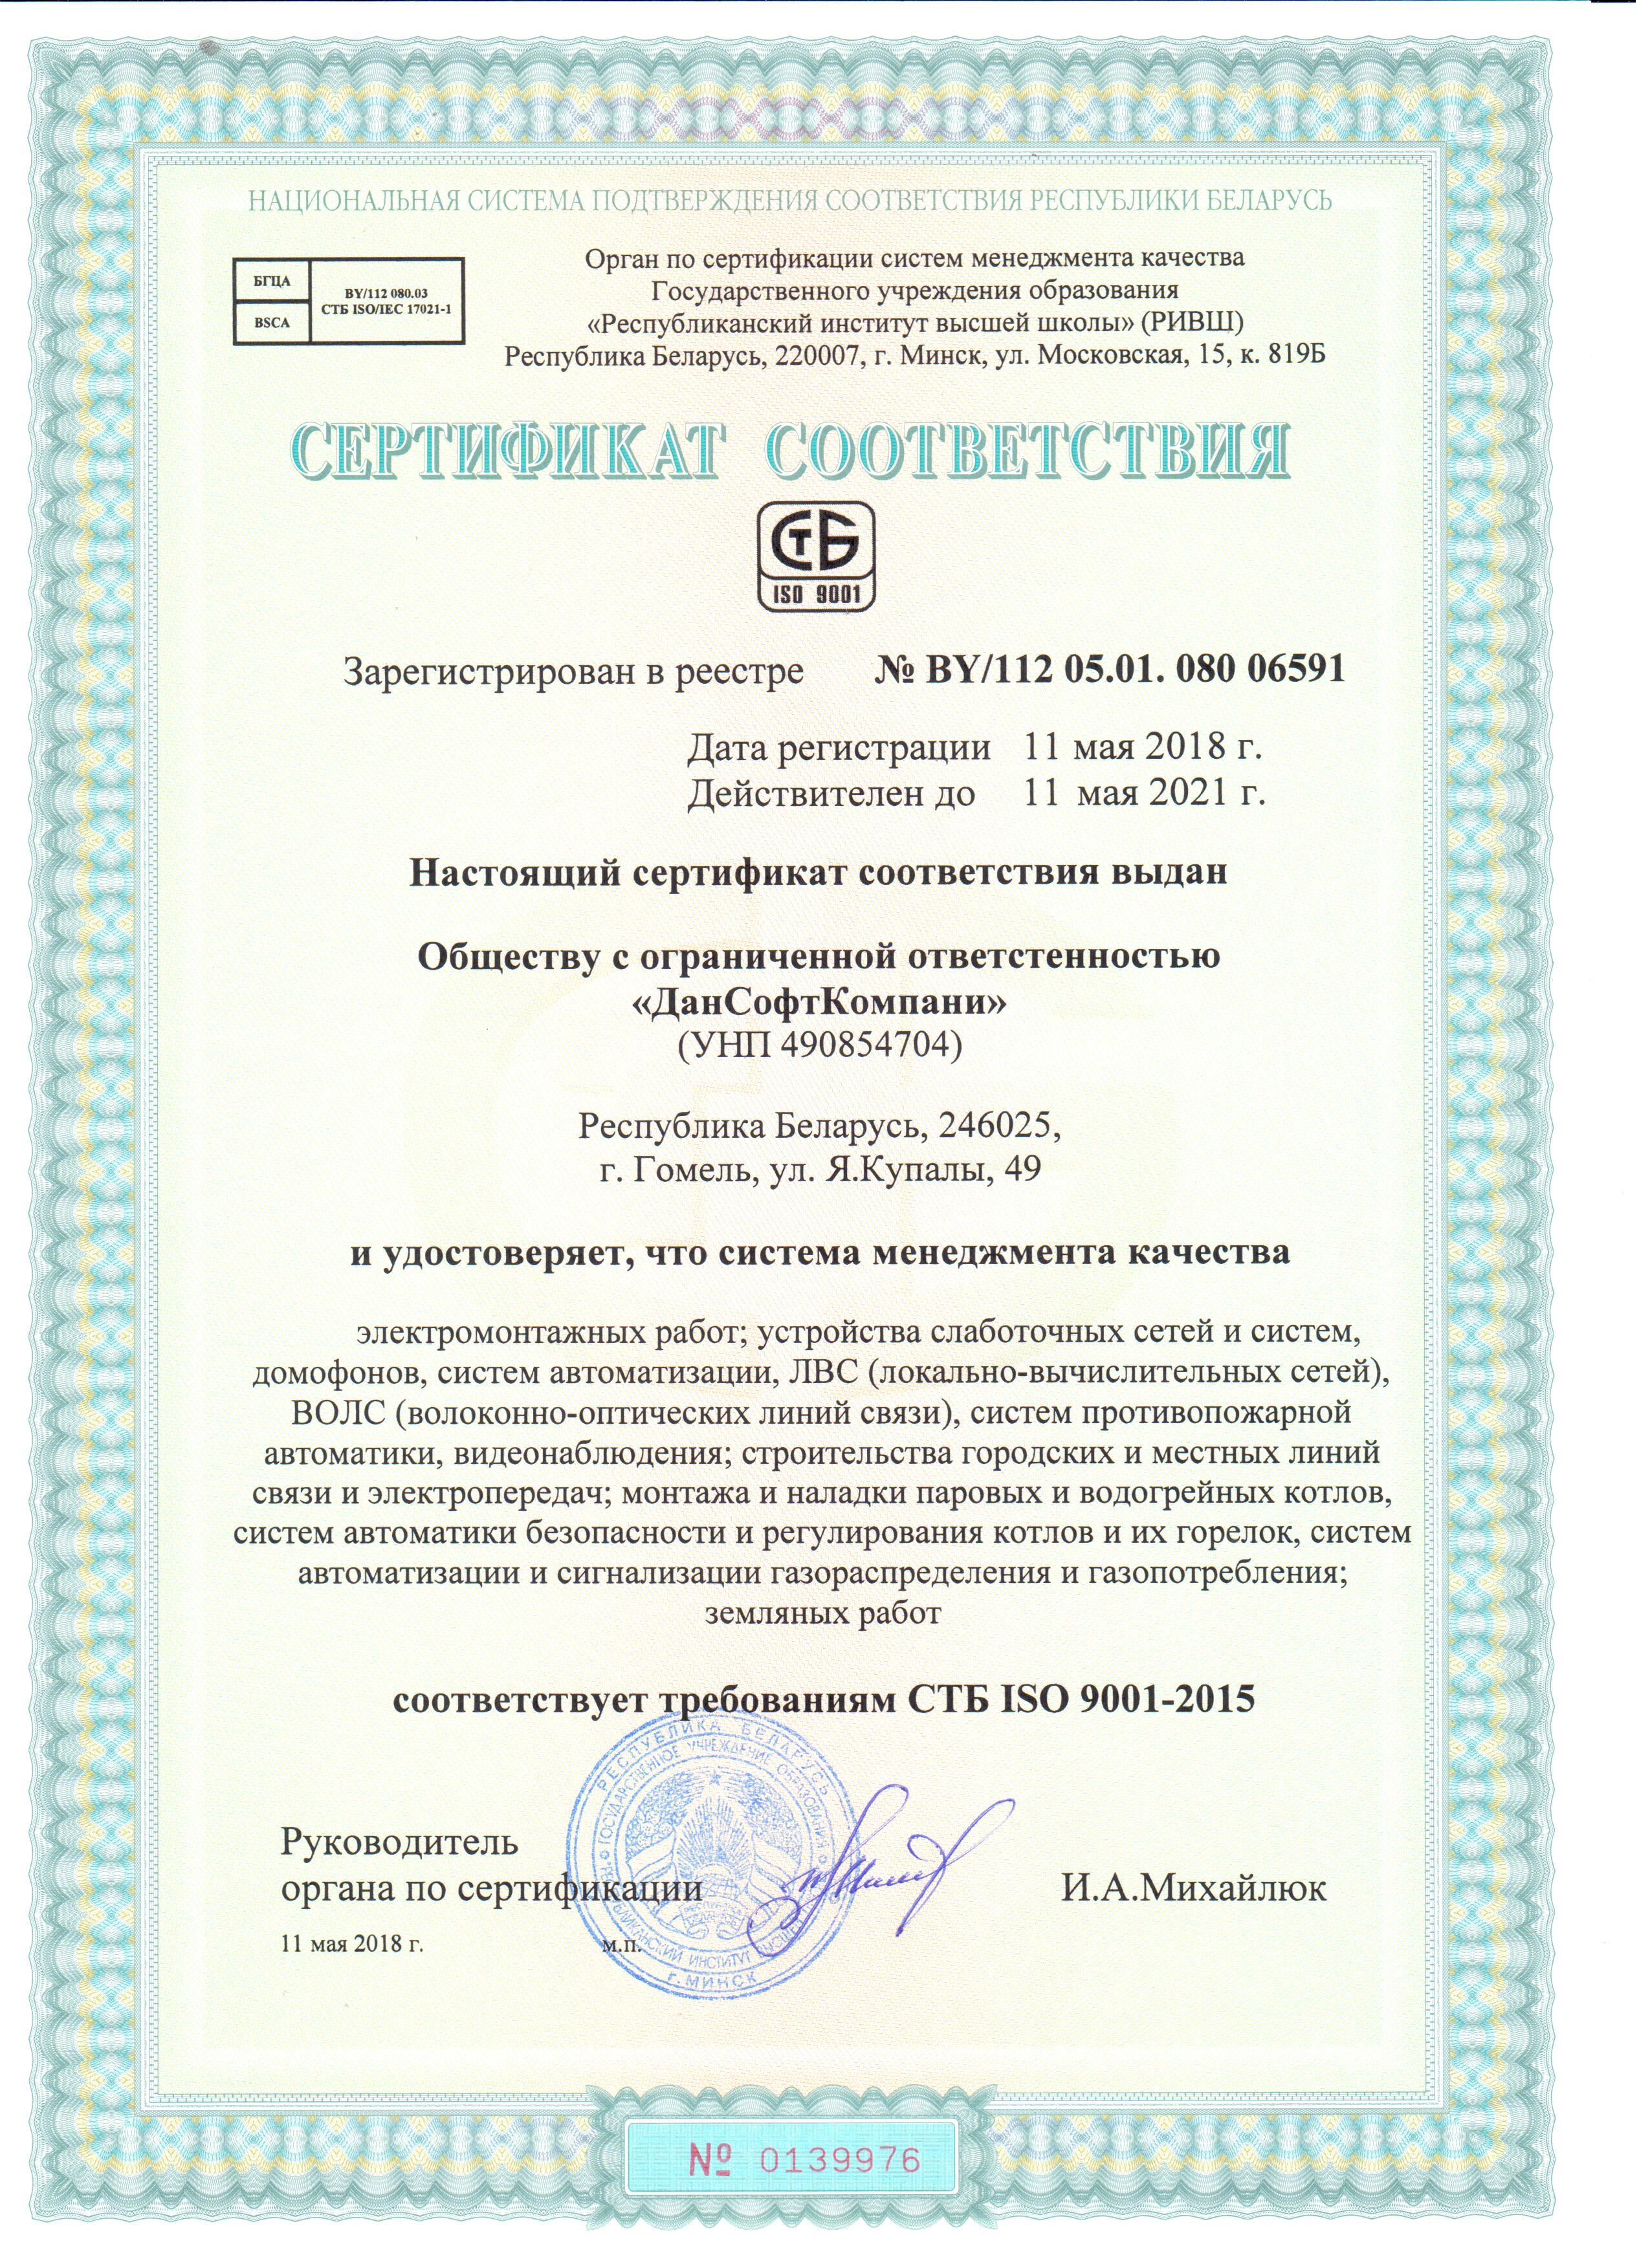 НАЦИОНАЛЬНАЯ СИСТЕМА ПОДТВЕРЖДЕНИЯ СООТВЕТСТВИЯ РЕСПУБЛИКИ БЕЛАРУСЬ
БГЦА
BSCA
BY/112 080.03
СТБ ISO/IEC 17021-1
Орган по сертификации систем менеджмента качества
Государственного учреждения образования
«Республиканский институт высшей школы» (РИВШ)
Республика Беларусь, 220007, г. Минск, ул. Московская, 15, к. 819Б
СЕРТИФИКАТ СООТВЕТСТВИЯ
СТБ
ISO 9001
Зарегистрирован в реестре № BY/112 05.01. 080 06591
Дата регистрации 11 мая 2018 г.
Действителен до 11 мая 2021 г.
Настоящий сертификат соответствия выдан
Обществу с ограниченной ответстенностью
«ДанСофтКомпани»
(УНП 490854704)
Республика Беларусь, 246025,
г. Гомель, ул. Я.Купалы, 49
и удостоверяет, что система менеджмента качества
электромонтажных работ; устройства слаботочных сетей и систем,
домофонов, систем автоматизации, ЛВС (локально-вычислительных сетей),
ВОЛС (волоконно-оптических линий связи), систем противопожарной
автоматики, видеонаблюдения; строительства городских и местных линий
связи и электропередач; монтажа и наладки паровых и водогрейных котлов,
систем автоматики безопасности и регулирования котлов и их горелок, систем
автоматизации и сигнализации газораспределения и газопотребления;
земляных работ
соответствует требованиям СТБ ISO 9001-2015
РЕСПУБЛИКА БЕЛАРУСЬ
ГОСУДАРСТВЕННОЕ УЧРЕЖДЕНИЕ ОБРАЗОВАНИЯ
РЕСПУБЛИКАНСКИЙ ИНСТИТУТ ВЫСШЕЙ
г. МИНСК
Руководитель
органа по сертификации И.А.Михайлюк
11 мая 2018 г. м.п.
№ 0139976